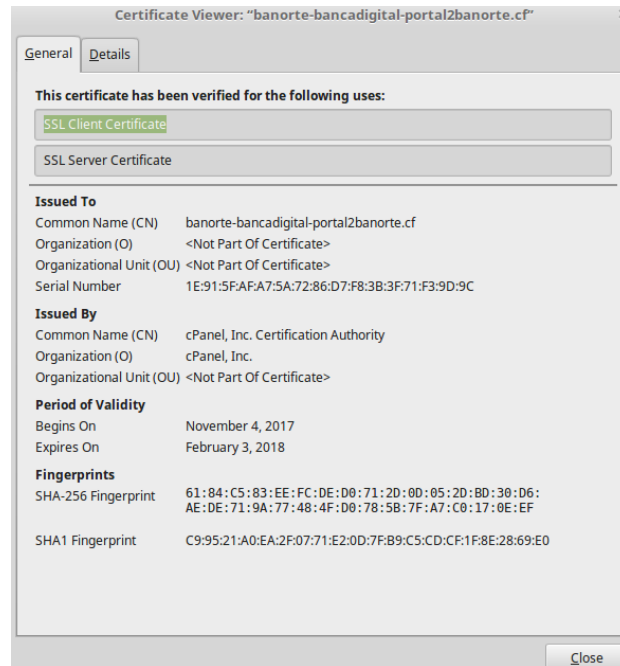 Certificate Viewer: "banorte-bancadigital-portal2banorte.cf"
General Details
This certificate has been verified for the following uses:
SSL Client Certificate
SSL Server Certificate
Issued To
Common Name (CN) banorte-bancadigital-portal2banorte.cf
Organization (O) <Not Part Of Certificate>
Organizational Unit (OU) <Not Part Of Certificate>
Serial Number 1E:91:5F:AF:A7:5A:72:86:D7:F8:3B:3F:71:F3:9D:9C
Issued By
Common Name (CN) cPanel, Inc. Certification Authority
Organization (O) cPanel, Inc.
Organizational Unit (OU) <Not Part Of Certificate>
Period of Validity
Begins On November 4, 2017
Expires On February 3, 2018
Fingerprints
SHA-256 Fingerprint 61:84:C5:83:EE:FC:DE:D0:71:2D:0D:05:2D:BD:30:D6:
AE:DE:71:9A:77:48:4F:D0:78:5B:7F:A7:C0:17:0E:EF
SHA1 Fingerprint C9:95:21:A0:EA:2F:07:71:E2:0D:7F:B9:C5:CD:CF:1F:8E:28:69:E0
Close